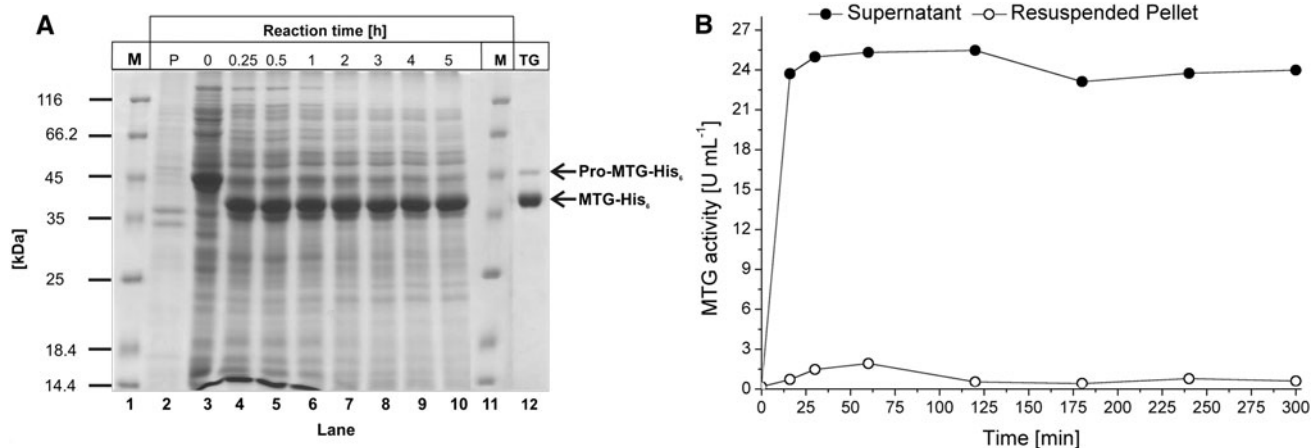 A
Reaction time [h]
M P 0 0.25 0.5 1 2 3 4 5 M TG
116
66.2
45
35
25
18.4
14.4
[kDa]
Pro-MTG-His₆
MTG-His₆
1 2 3 4 5 6 7 8 9 10 11 12
Lane
B
Supernatant Resuspended Pellet
27
24
21
18
15
12
9
6
3
0
MTG activity [U mL⁻¹]
0 25 50 75 100 125 150 175 200 225 250 275 300
Time [min]